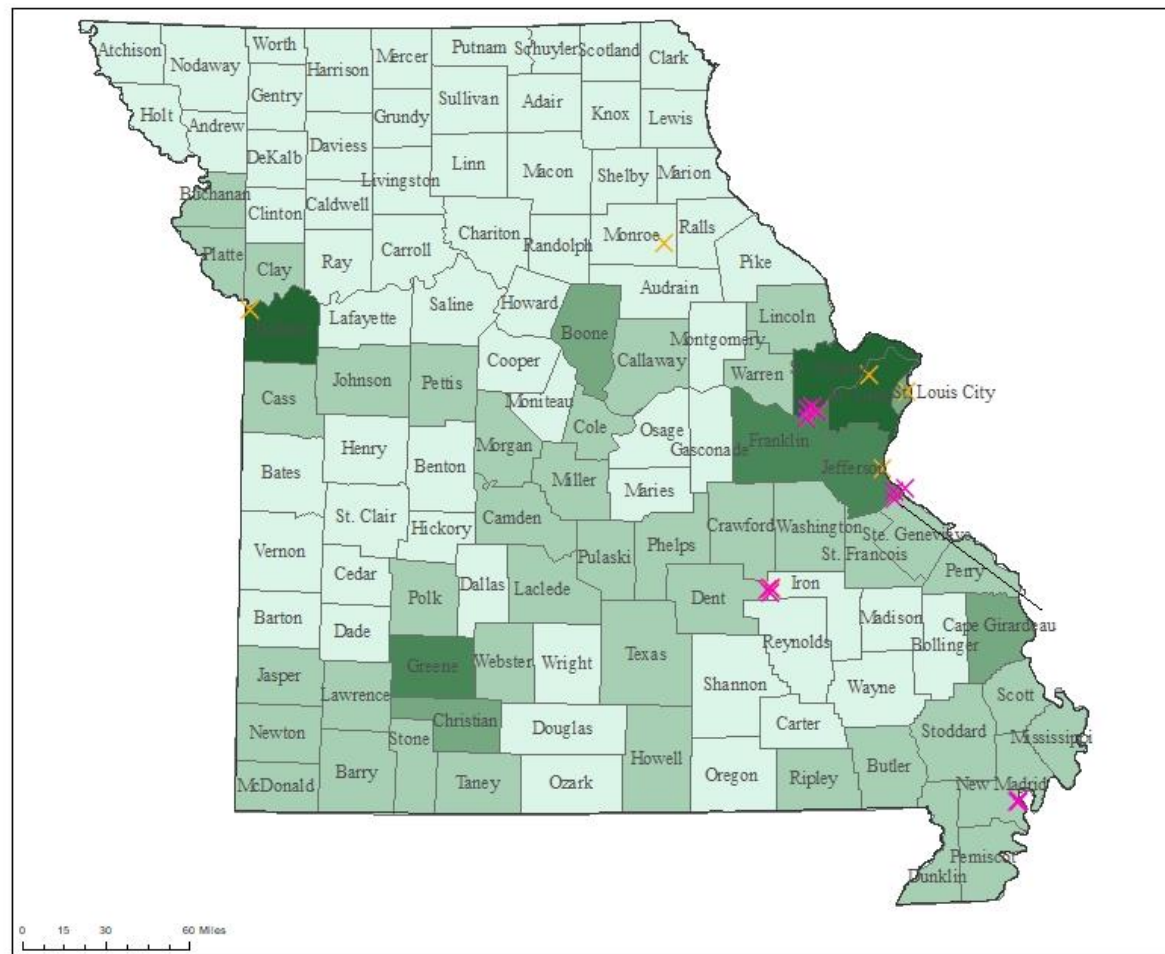 Atchison
Nodaway
Worth
Harrison
Mercer
Putnam
Schuyler
Scotland
Clark
Holt
Andrew
Gentry
Grundy
Sullivan
Adair
Knox
Lewis
DeKalb
Daviess
Livingston
Linn
Macon
Shelby
Marion
Buchanan
Clinton
Caldwell
Chariton
Randolph
Monroe
Ralls
Platte
Clay
Ray
Carroll
Pike
Audrain
Lafayette
Saline
Howard
Boone
Callaway
Montgomery
Lincoln
Cooper
Warren
Cass
Johnson
Pettis
Moniteau
St. Louis City
Cole
Osage
Gasconade
Franklin
Jefferson
Henry
Benton
Morgan
Miller
Maries
Bates
St. Clair
Hickory
Camden
Pulaski
Phelps
Crawford
Washington
Ste. Genevieve
St. Francois
Perry
Vernon
Cedar
Dallas
Laclede
Dent
Iron
Madison
Barton
Dade
Polk
Reynolds
Bollinger
Cape Girardeau
Jasper
Greene
Webster
Wright
Texas
Shannon
Wayne
Scott
Lawrence
Newton
Stone
Christian
Douglas
Howell
Carter
Stoddard
Mississippi
McDonald
Barry
Taney
Ozark
Oregon
Ripley
Butler
New Madrid
Pemiscot
Dunklin
0 15 30 60 Miles